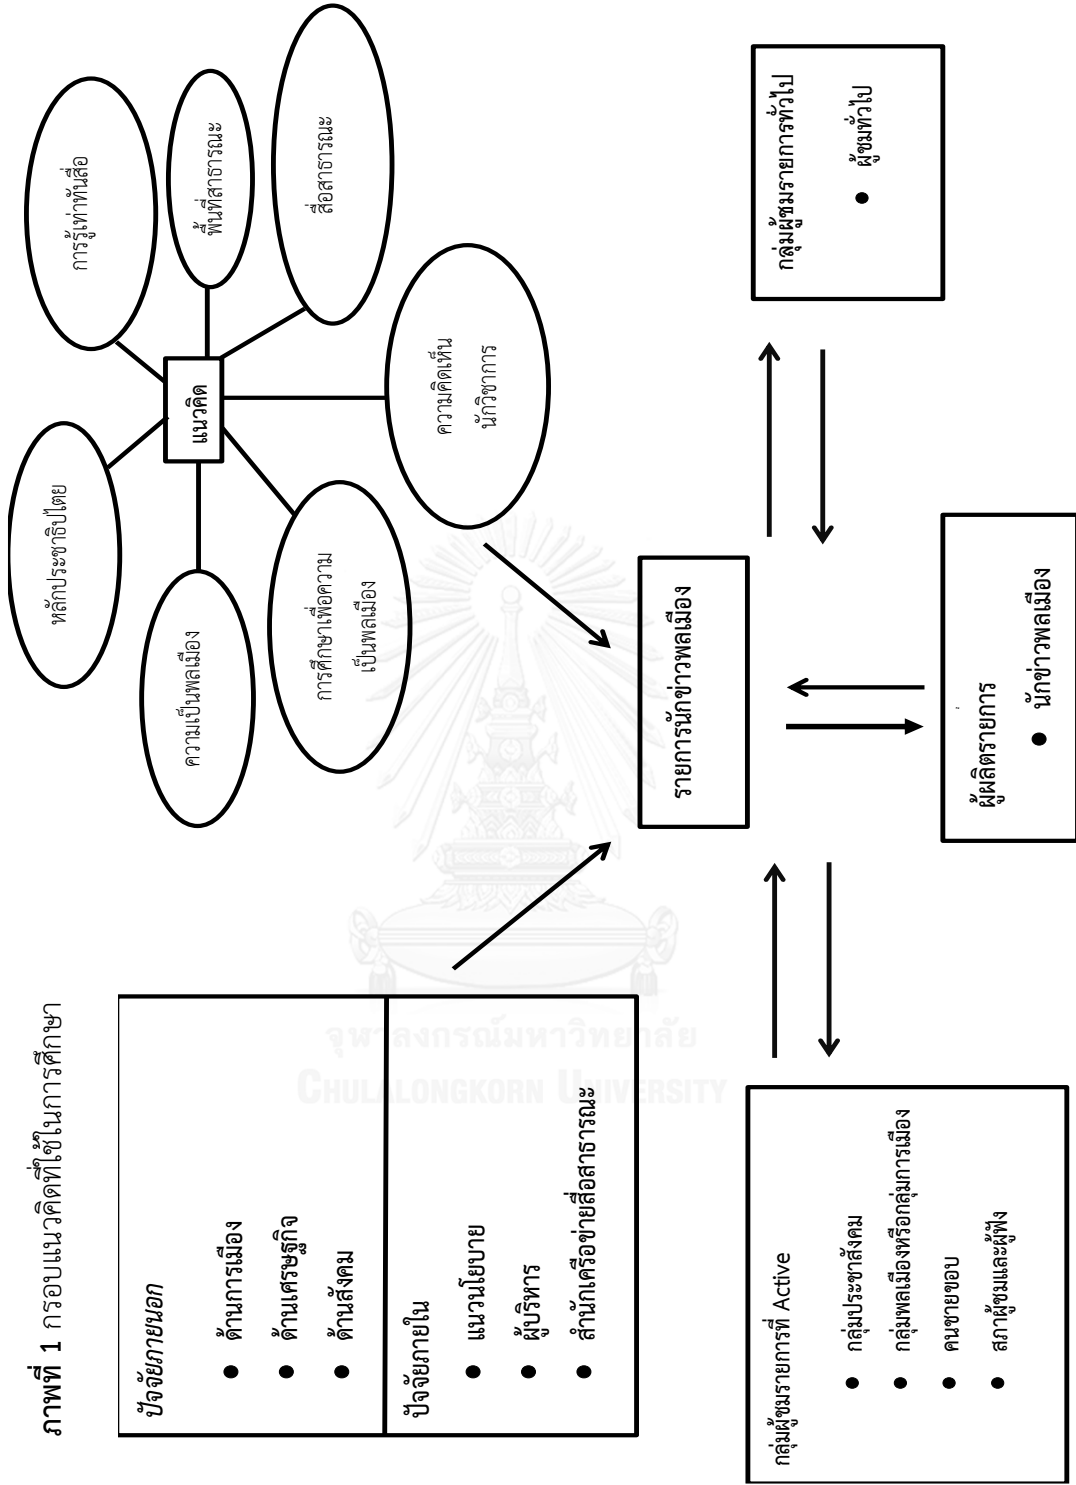 ภาพที่ 1 กรอบแนวคิดที่ใช้ในการศึกษา
ปัจจัยภายนอก
● ด้านการเมือง
● ด้านเศรษฐกิจ
● ด้านสังคม
ปัจจัยภายใน
● แนวนโยบาย
● ผู้บริหาร
● สำนักเครือข่ายสื่อสาธารณะ
หลักประชาธิปไตย
การรู้เท่าทันสื่อ
ความเป็นพลเมือง
แนวคิด
พื้นที่สาธารณะ
การศึกษาเพื่อความ
เป็นพลเมือง
สื่อสาธารณะ
ความคิดเห็น
นักวิชาการ
จุฬาลงกรณ์มหาวิทยาลัย
CHULALONGKORN UNIVERSITY
รายการนักข่าวพลเมือง
กลุ่มผู้ชมรายการที่ Active
● กลุ่มประชาสังคม
● กลุ่มพลเมืองหรือกลุ่มการเมือง
● คนชายขอบ
● สภาผู้ชมและผู้ฟัง
ผู้ผลิตรายการ
● นักข่าวพลเมือง
กลุ่มผู้ชมรายการทั่วไป
● ผู้ชมทั่วไป